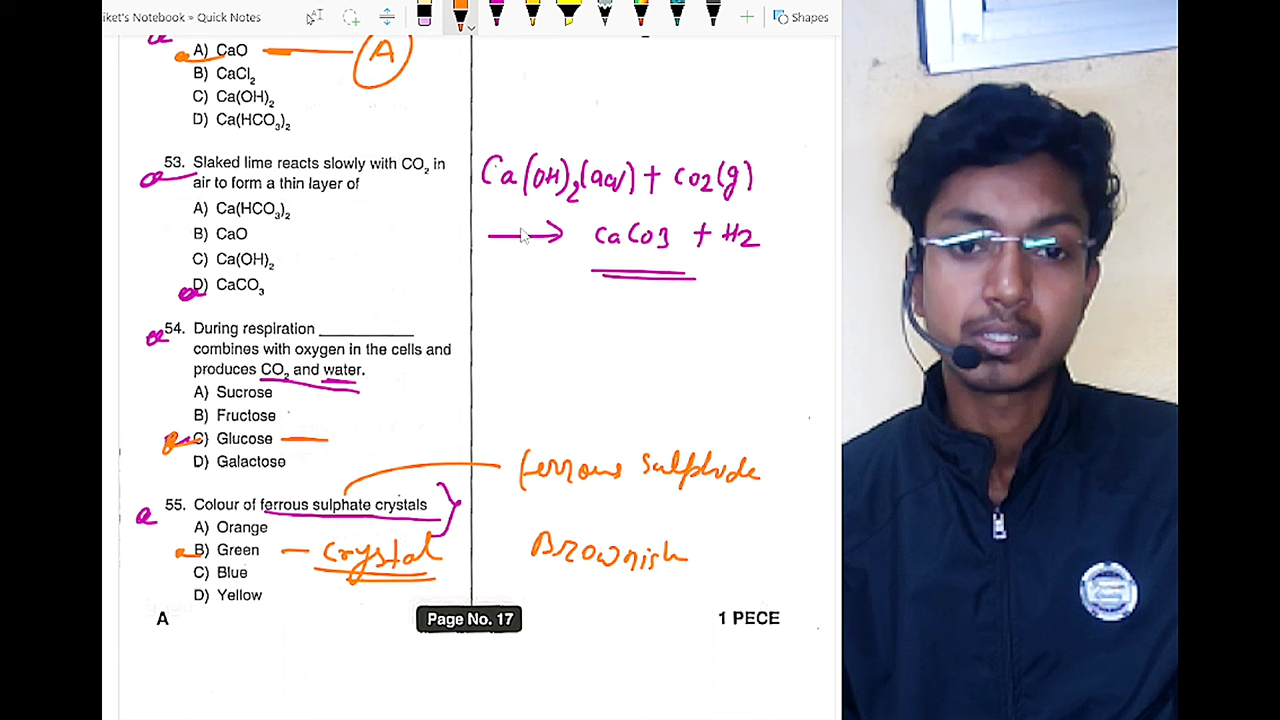 iket's Notebook » Quick Notes
Shapes
A) CaO
A
B) CaCl₂
C) Ca(OH)₂
D) Ca(HCO₃)₂
53. Slaked lime reacts slowly with CO₂ in
air to form a thin layer of
A) Ca(HCO₃)₂
B) CaO
C) Ca(OH)₂
D) CaCO₃
Ca(OH)₂(aq) + CO₂(g)
→ CaCO₃ + H₂
54. During respiration ____________
combines with oxygen in the cells and
produces CO₂ and water.
A) Sucrose
B) Fructose
C) Glucose
D) Galactose
55. Colour of ferrous sulphate crystals
A) Orange
B) Green
C) Blue
D) Yellow
ferrous sulphide
crystal
Brownish
A
Page No. 17
1 PECE